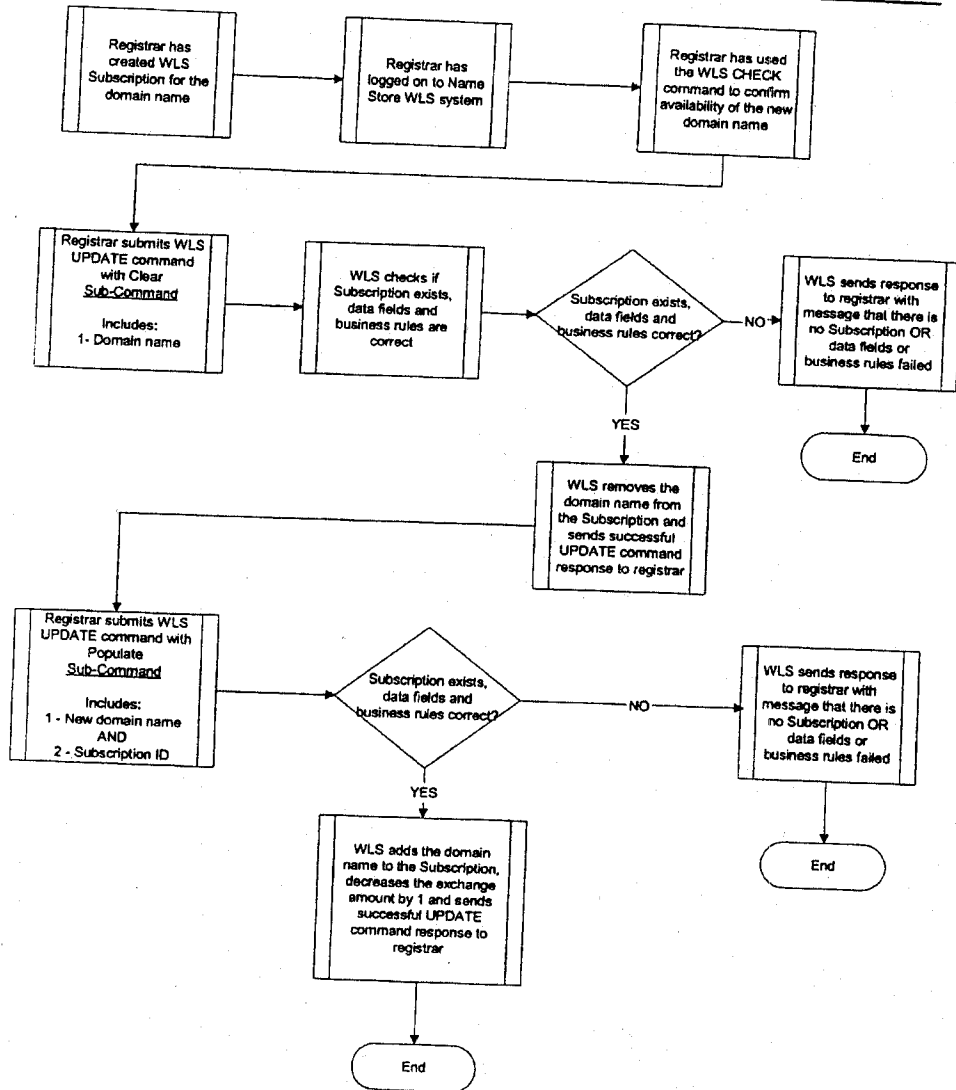 Registrar has
created WLS
Subscription for the
domain name
Registrar has
logged on to Name
Store WLS system
Registrar has used
the WLS CHECK
command to confirm
availability of the new
domain name
Registrar submits WLS
UPDATE command
with Clear
Sub-Command
Includes:
1- Domain name
WLS checks if
Subscription exists,
data fields and
business rules are
correct
Subscription exists,
data fields and
business rules correct?
NO
WLS sends response
to registrar with
message that there is
no Subscription OR
data fields or
business rules failed
End
YES
WLS removes the
domain name from
the Subscription and
sends successful
UPDATE command
response to registrar
Registrar submits WLS
UPDATE command with
Populate
Sub-Command
Includes:
1 - New domain name
AND
2 - Subscription ID
Subscription exists,
data fields and
business rules correct?
NO
WLS sends response
to registrar with
message that there is
no Subscription OR
data fields or
business rules failed
End
YES
WLS adds the domain
name to the Subscription,
decreases the exchange
amount by 1 and sends
successful UPDATE
command response to
registrar
End